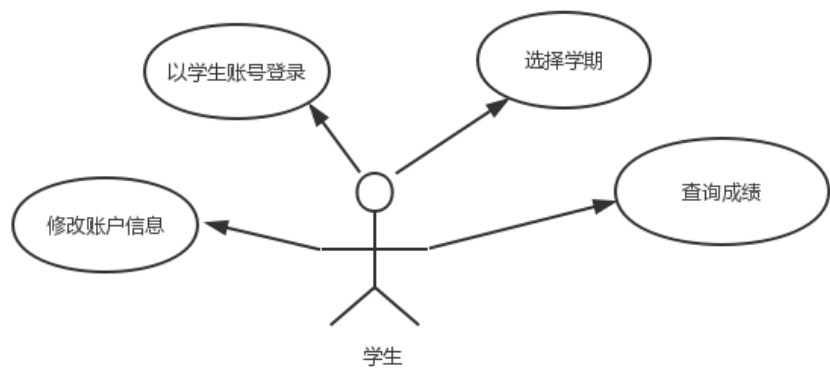 以学生账号登录
选择学期
修改账户信息
查询成绩
学生